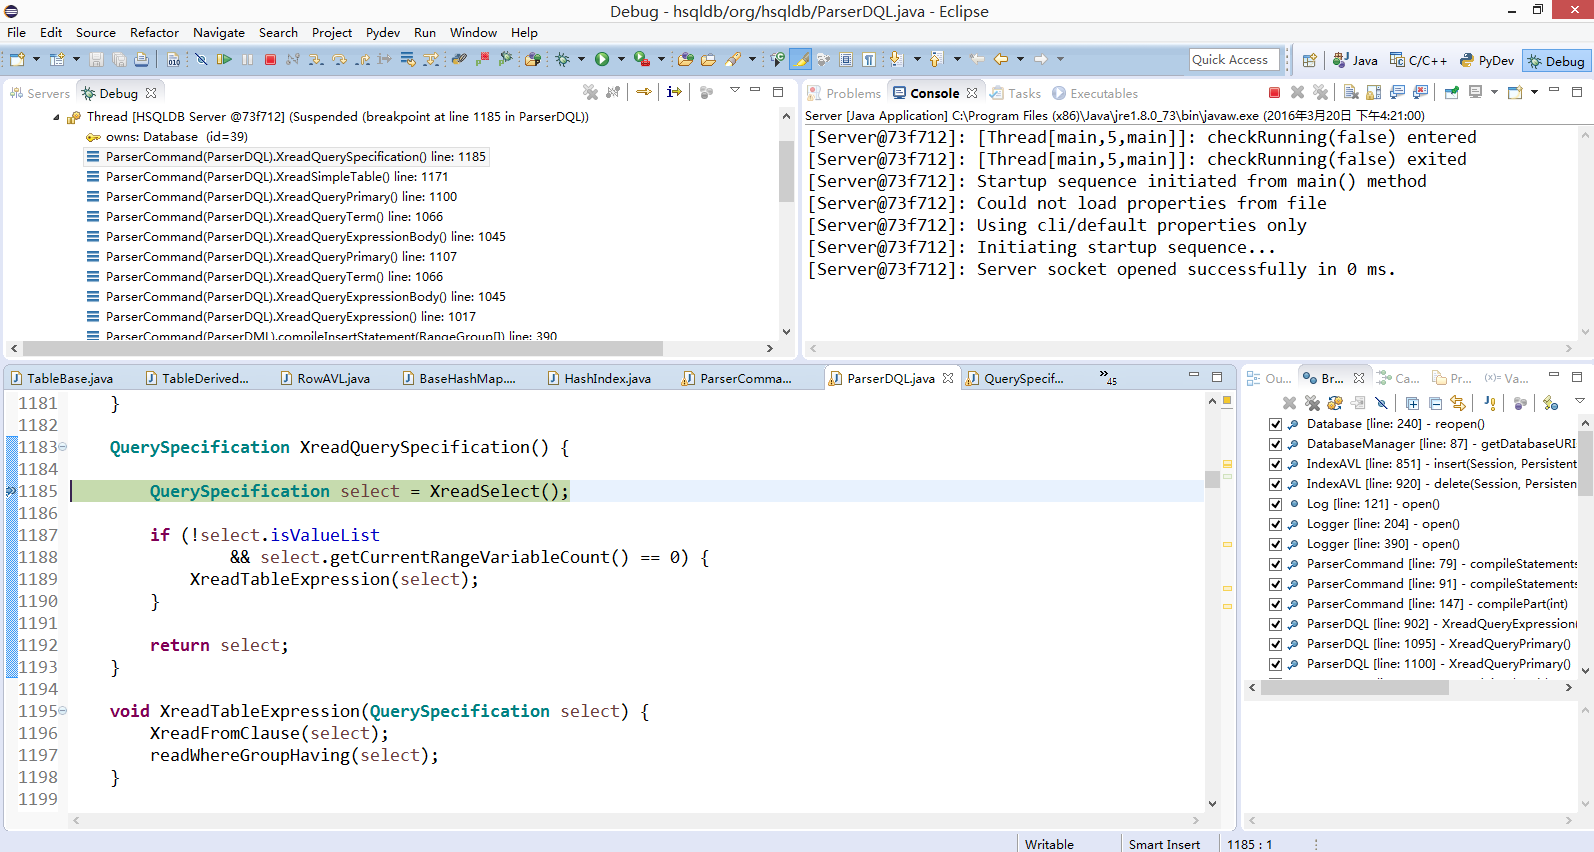 Debug - hsqldb/org/hsqldb/ParserDQL.java - Eclipse
File Edit Source Refactor Navigate Search Project Pydev Run Window Help
Quick Access Java C/C++ PyDev Debug
Servers Debug
Thread [HSQLDB Server @73f712] (Suspended (breakpoint at line 1185 in ParserDQL))
owns: Database (id=39)
ParserCommand(ParserDQL).XreadQuerySpecification() line: 1185
ParserCommand(ParserDQL).XreadSimpleTable() line: 1171
ParserCommand(ParserDQL).XreadQueryPrimary() line: 1100
ParserCommand(ParserDQL).XreadQueryTerm() line: 1066
ParserCommand(ParserDQL).XreadQueryExpressionBody() line: 1045
ParserCommand(ParserDQL).XreadQueryPrimary() line: 1107
ParserCommand(ParserDQL).XreadQueryTerm() line: 1066
ParserCommand(ParserDQL).XreadQueryExpressionBody() line: 1045
ParserCommand(ParserDQL).XreadQueryExpression() line: 1017
ParserCommand(ParserDML).compileInsertStatement(RangeGroup[]) line: 390
Problems Console Tasks Executables
Server [Java Application] C:\Program Files (x86)\Java\jre1.8.0_73\bin\javaw.exe (2016年3月20日 下午4:21:00)
[Server@73f712]: [Thread[main,5,main]]: checkRunning(false) entered
[Server@73f712]: [Thread[main,5,main]]: checkRunning(false) exited
[Server@73f712]: Startup sequence initiated from main() method
[Server@73f712]: Could not load properties from file
[Server@73f712]: Using cli/default properties only
[Server@73f712]: Initiating startup sequence...
[Server@73f712]: Server socket opened successfully in 0 ms.
TableBase.java TableDerived... RowAVL.java BaseHashMap.... HashIndex.java ParserComma... ParserDQL.java QuerySpecif... 45
1181 }
1182
1183 QuerySpecification XreadQuerySpecification() {
1184
1185 QuerySpecification select = XreadSelect();
1186
1187 if (!select.isValueList
1188 && select.getCurrentRangeVariableCount() == 0) {
1189 XreadTableExpression(select);
1190 }
1191
1192 return select;
1193 }
1194
1195 void XreadTableExpression(QuerySpecification select) {
1196 XreadFromClause(select);
1197 readWhereGroupHaving(select);
1198 }
1199
Ou... Br... Ca... Pr... (x)= Va...
Database [line: 240] - reopen()
DatabaseManager [line: 87] - getDatabaseURI
IndexAVL [line: 851] - insert(Session, Persistent
IndexAVL [line: 920] - delete(Session, Persisten
Log [line: 121] - open()
Logger [line: 204] - open()
Logger [line: 390] - open()
ParserCommand [line: 79] - compileStatements
ParserCommand [line: 91] - compileStatements
ParserCommand [line: 147] - compilePart(int)
ParserDQL [line: 902] - XreadQueryExpression(
ParserDQL [line: 1095] - XreadQueryPrimary()
ParserDQL [line: 1100] - XreadQueryPrimary()
Writable Smart Insert 1185 : 1